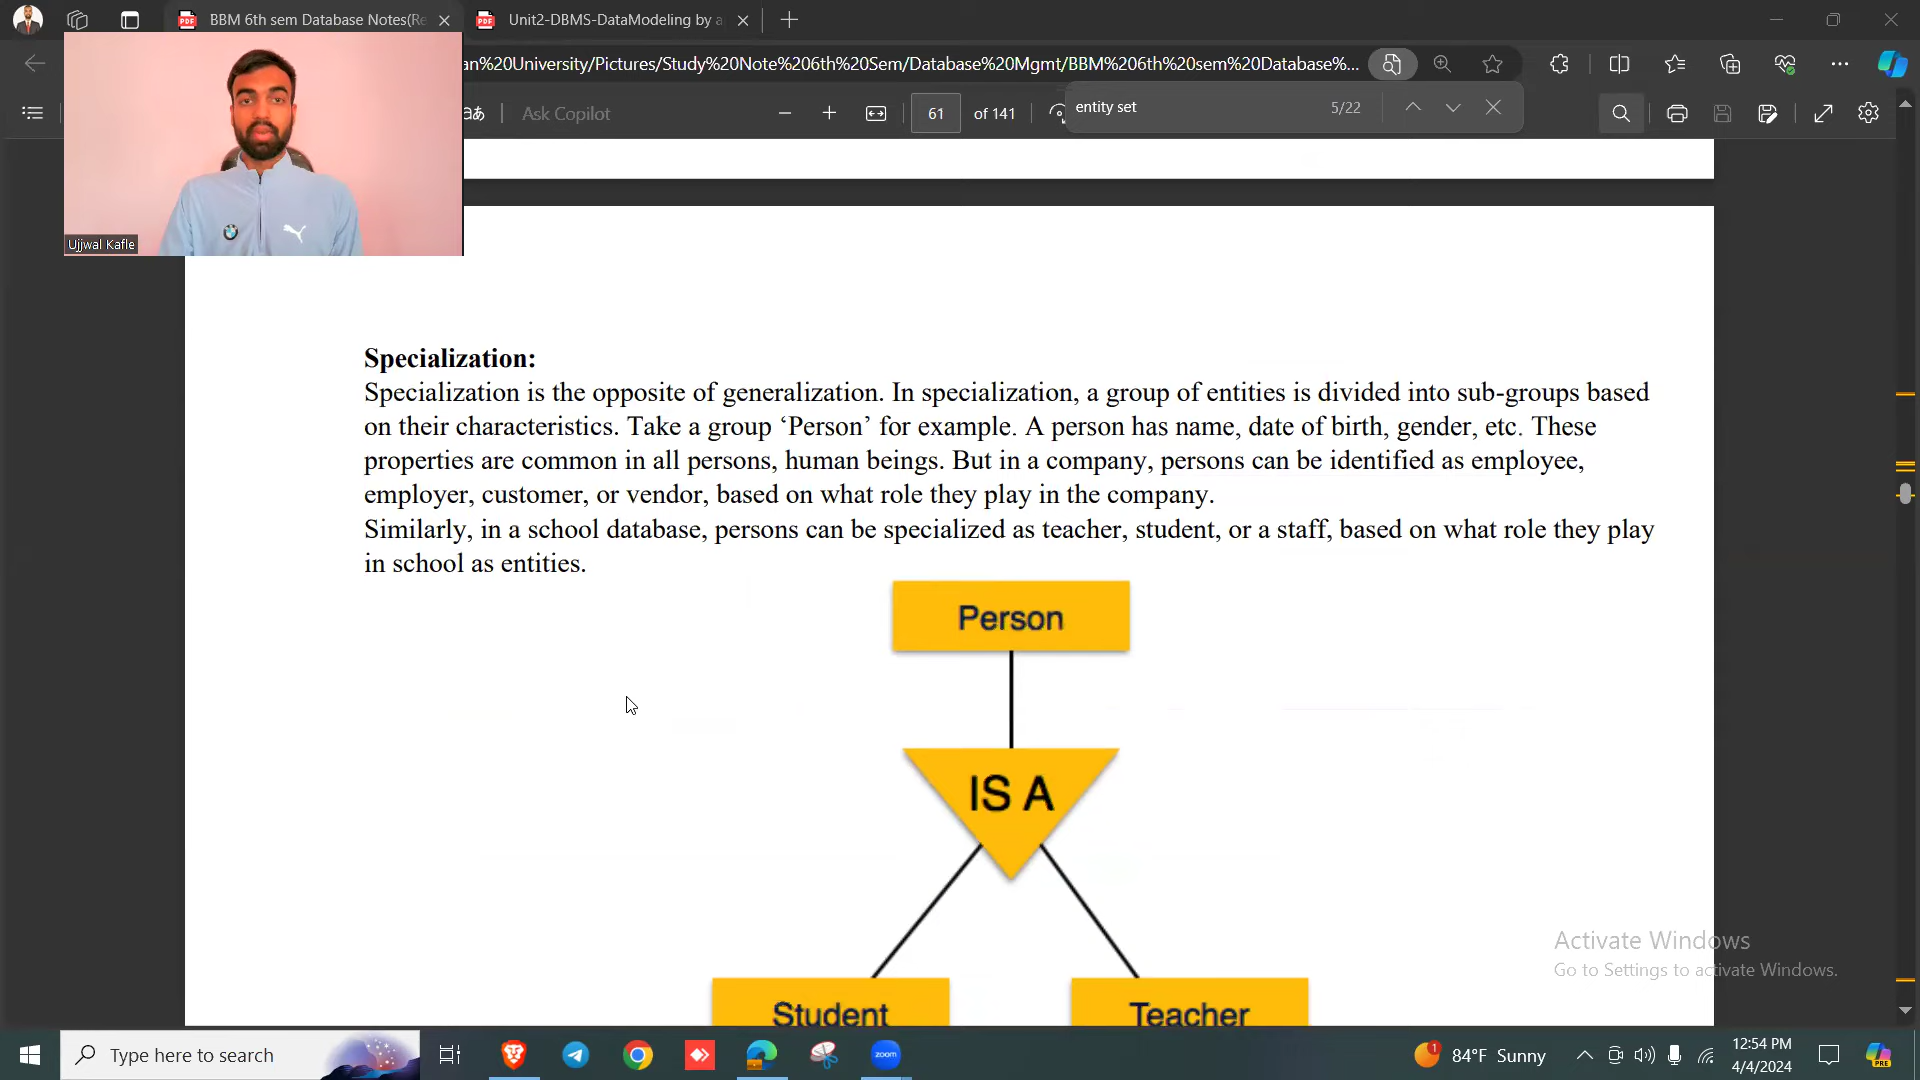 BBM 6th sem Database Notes(Re
Unit2-DBMS-DataModeling by a
an%20University/Pictures/Study%20Note%206th%20Sem/Database%20Mgmt/BBM%206th%20sem%20Database%...
Ask Copilot
61 of 141
entity set 5/22
Ujjwal Kafle
Specialization:
Specialization is the opposite of generalization. In specialization, a group of entities is divided into sub-groups based
on their characteristics. Take a group ‘Person’ for example. A person has name, date of birth, gender, etc. These
properties are common in all persons, human beings. But in a company, persons can be identified as employee,
employer, customer, or vendor, based on what role they play in the company.
Similarly, in a school database, persons can be specialized as teacher, student, or a staff, based on what role they play
in school as entities.
Person
IS A
Student
Teacher
Activate Windows
Go to Settings to activate Windows.
Type here to search
zoom
1
84°F Sunny
12:54 PM
4/4/2024
PRE